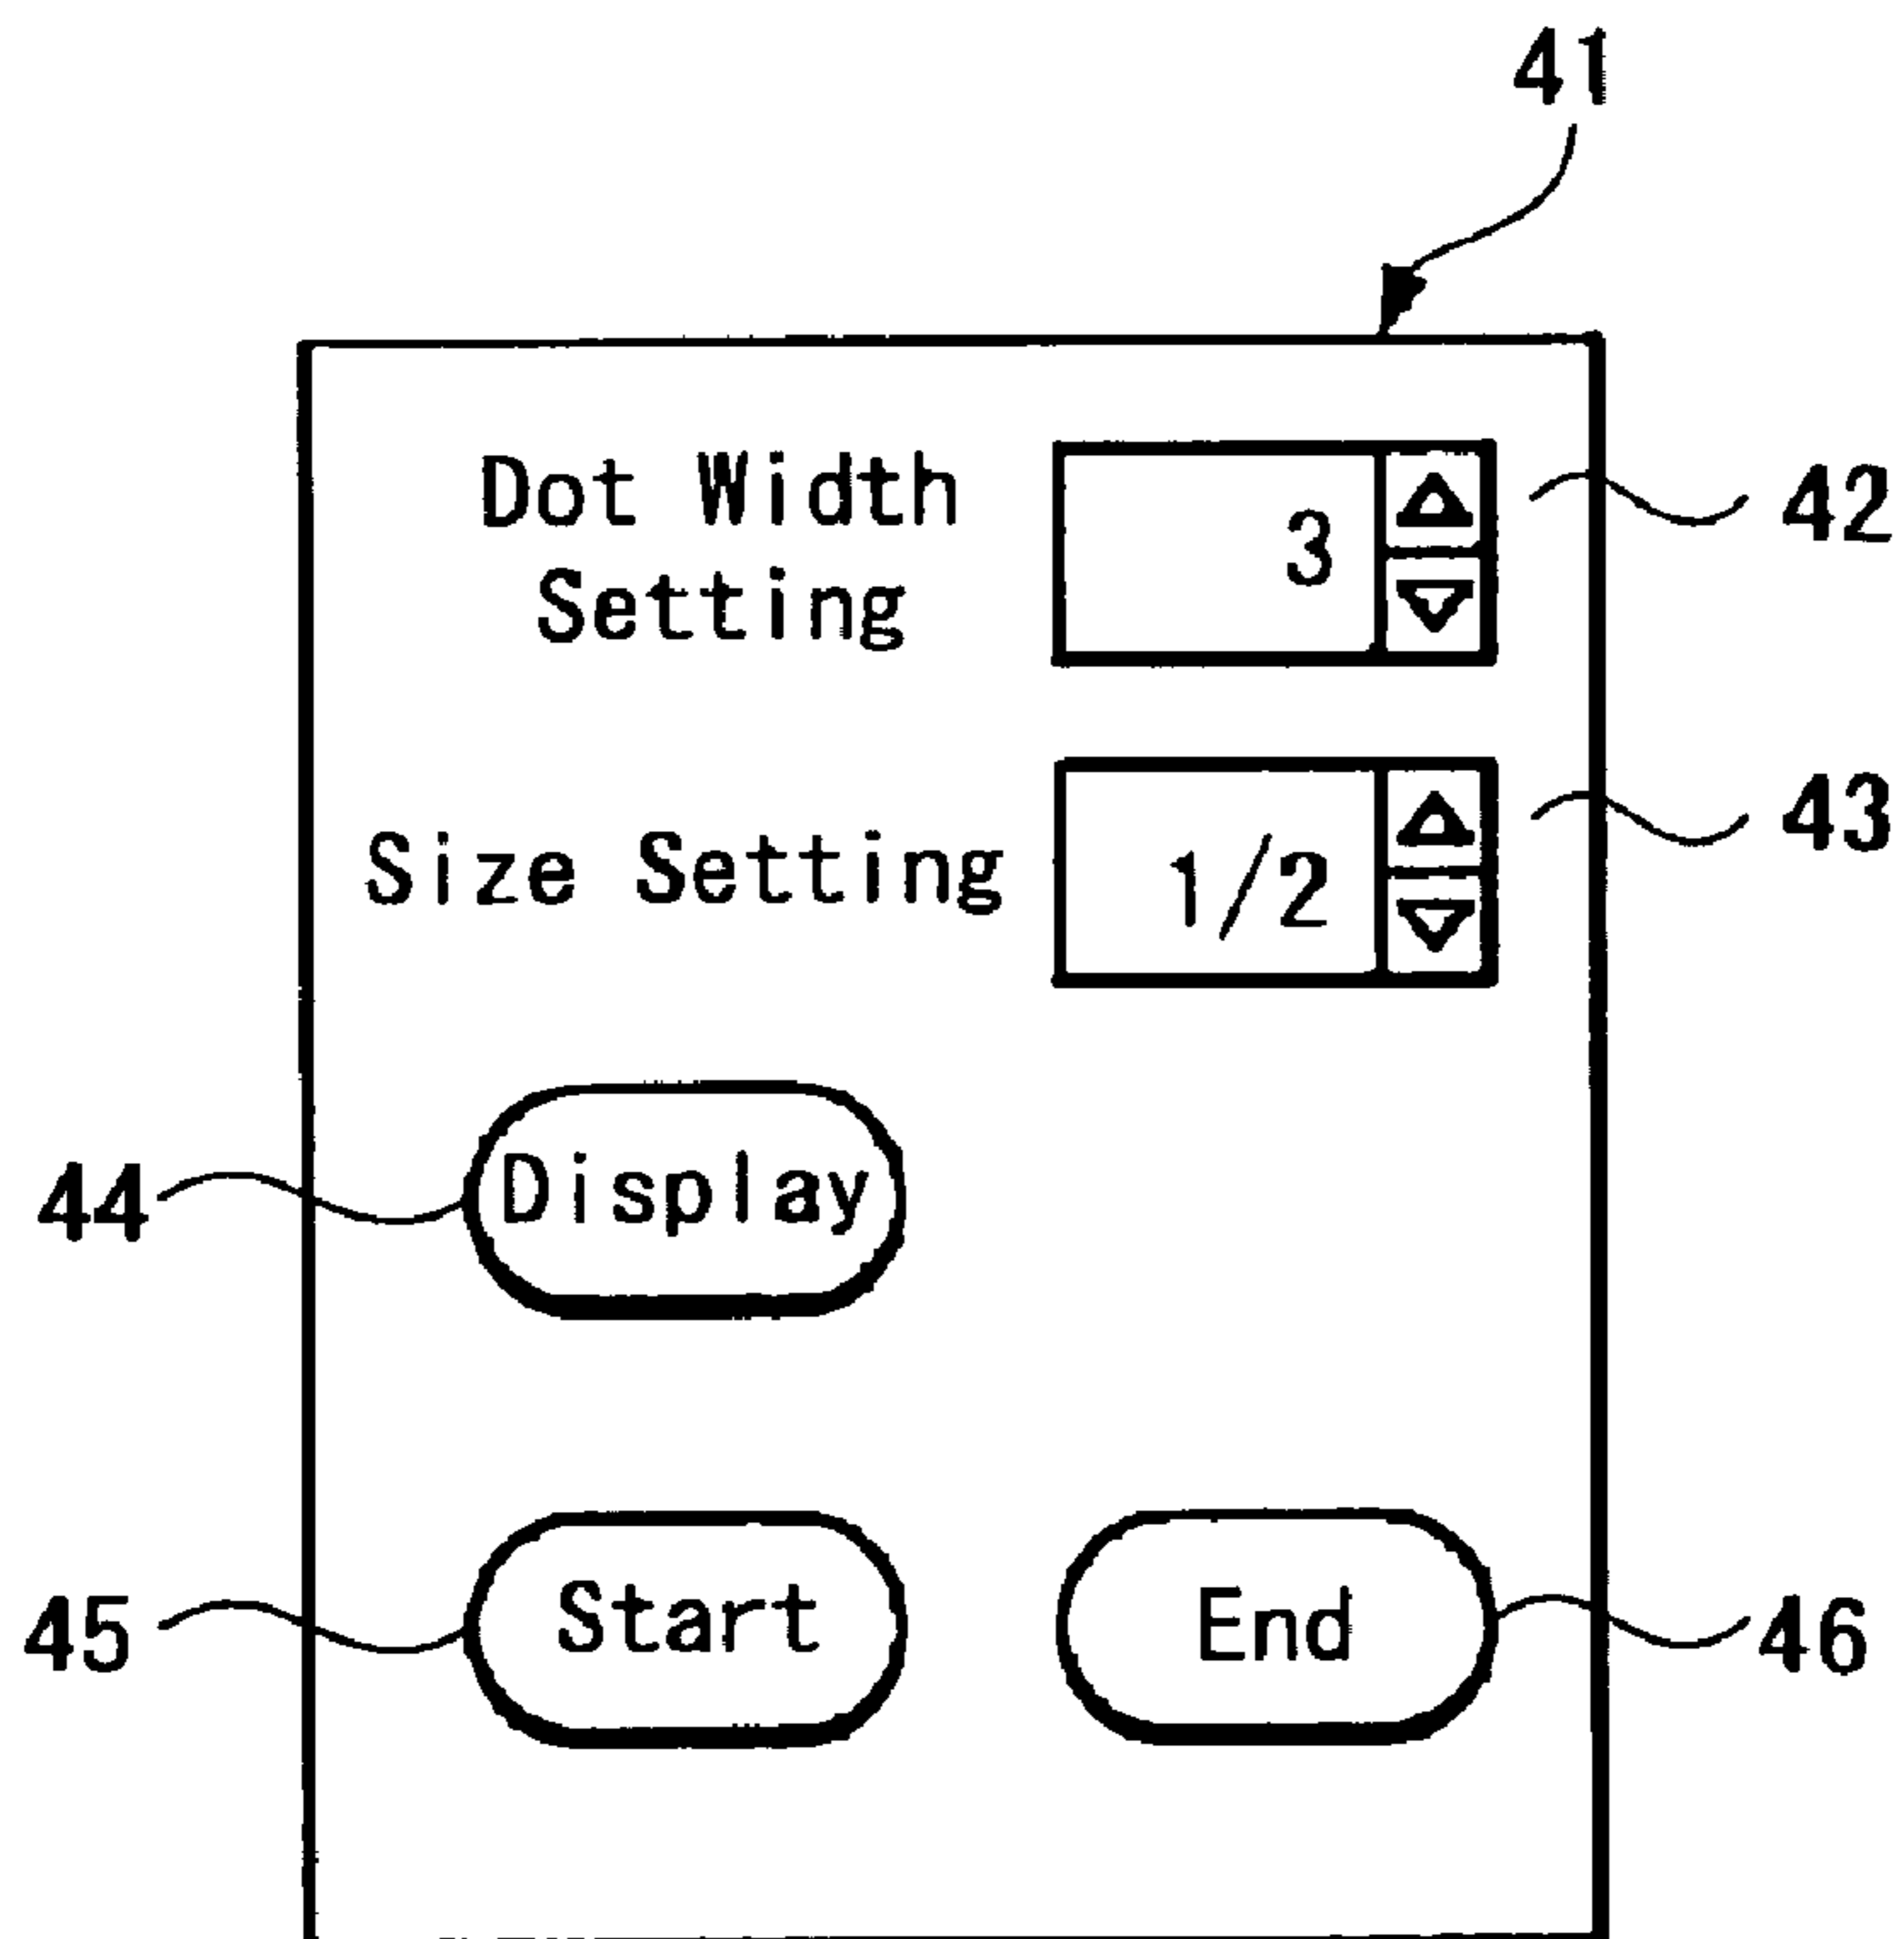 41
Dot Width
Setting
3
42
Size Setting
1/2
43
44
Display
45
Start
End
46